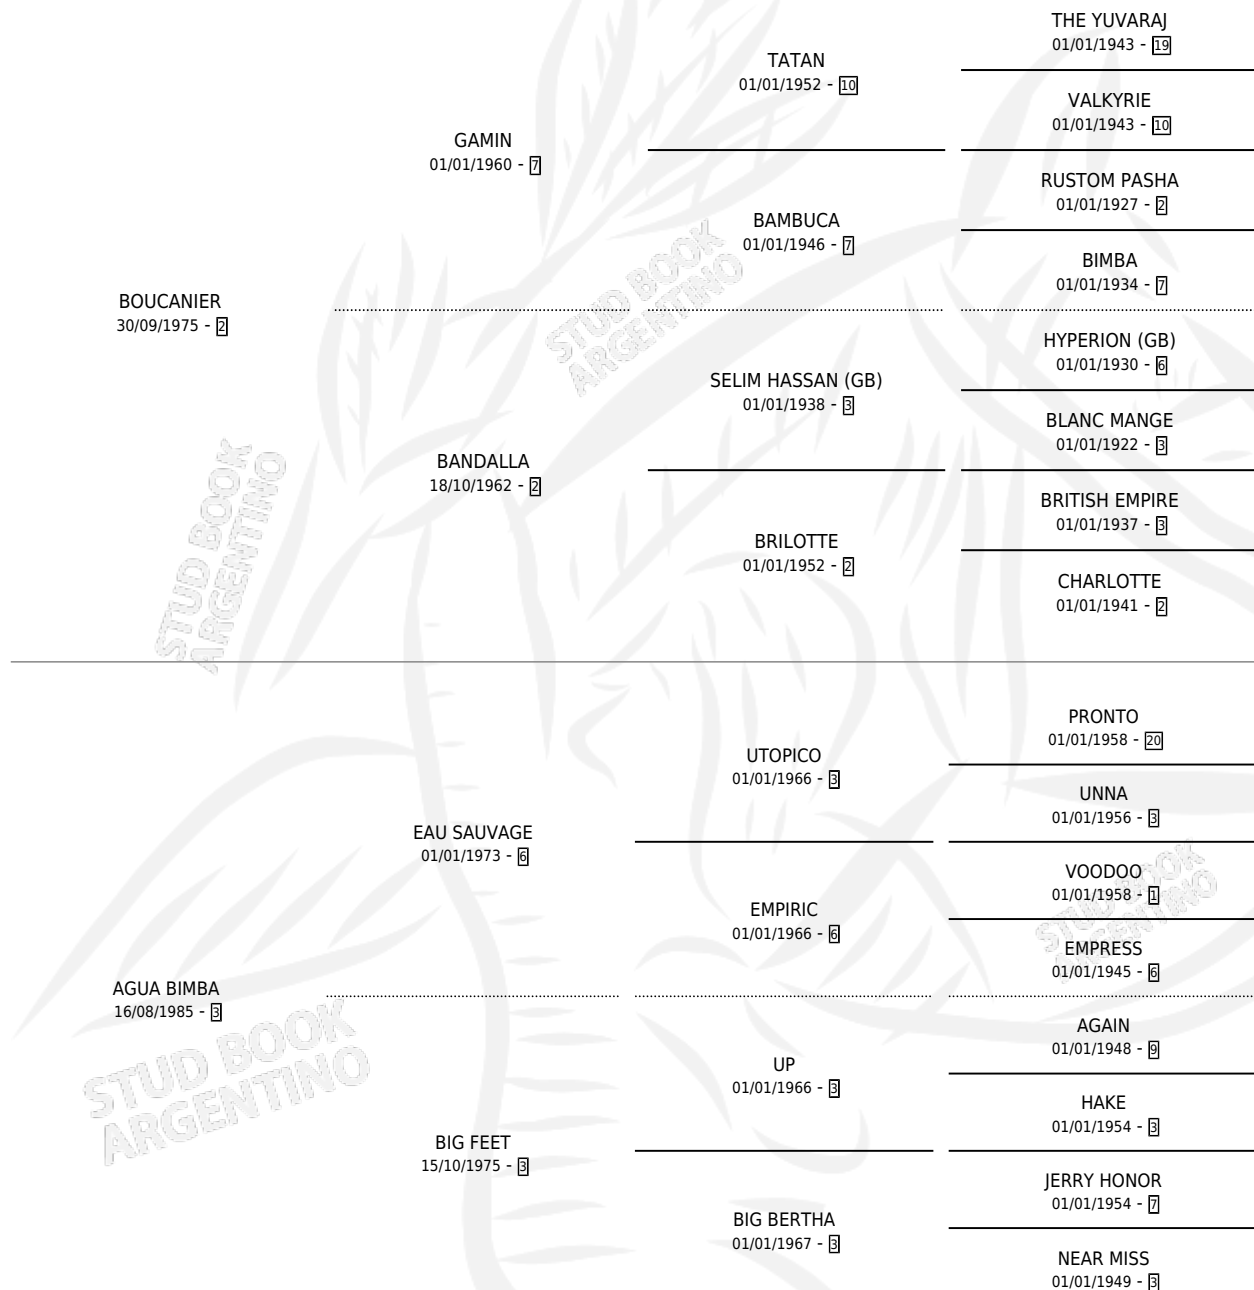 THE YUVARAJ
01/01/1943 - 19
TATAN
01/01/1952 - 10
VALKYRIE
01/01/1943 - 10
GAMIN
01/01/1960 - 7
RUSTOM PASHA
01/01/1927 - 2
BAMBUCA
01/01/1946 - 7
BIMBA
01/01/1934 - 7
BOUCANIER
30/09/1975 - 2
HYPERION (GB)
01/01/1930 - 6
SELIM HASSAN (GB)
01/01/1938 - 3
BLANC MANGE
01/01/1922 - 3
BANDALLA
18/10/1962 - 2
BRITISH EMPIRE
01/01/1937 - 3
BRILOTTE
01/01/1952 - 2
CHARLOTTE
01/01/1941 - 2
PRONTO
01/01/1958 - 20
UTOPICO
01/01/1966 - 3
UNNA
01/01/1956 - 3
EAU SAUVAGE
01/01/1973 - 6
VOODOO
01/01/1958 - 1
EMPIRIC
01/01/1966 - 6
EMPRESS
01/01/1945 - 6
AGUA BIMBA
16/08/1985 - 3
AGAIN
01/01/1948 - 9
UP
01/01/1966 - 3
HAKE
01/01/1954 - 3
BIG FEET
15/10/1975 - 3
JERRY HONOR
01/01/1954 - 7
BIG BERTHA
01/01/1967 - 3
NEAR MISS
01/01/1949 - 3
STUD BOOK
ARGENTINO
STUD BOOK
ARGENTINO
STUD BOOK
ARGENTINO
STUD BOOK
ARGENTINO